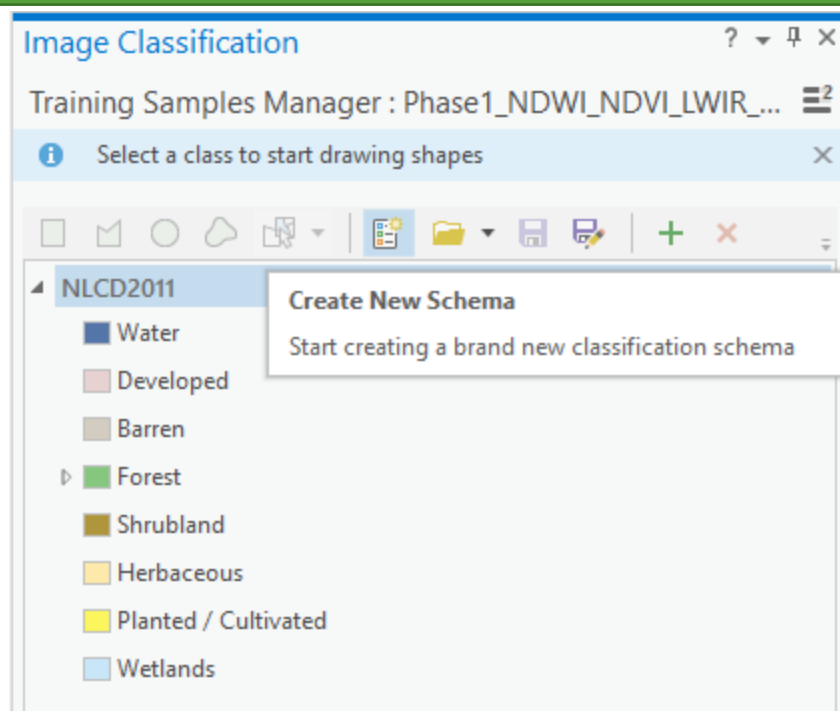 Image Classification
Training Samples Manager : Phase1_NDWI_NDVI_LWIR_...
Select a class to start drawing shapes
NLCD2011
Create New Schema
Start creating a brand new classification schema
Water
Developed
Barren
Forest
Shrubland
Herbaceous
Planted / Cultivated
Wetlands